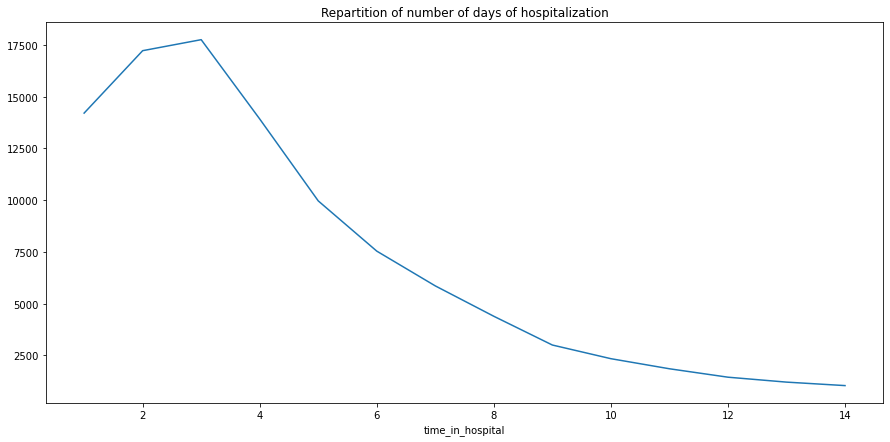 Repartition of number of days of hospitalization
17500
15000
12500
10000
7500
5000
2500
2 4 6 8 10 12 14
time_in_hospital